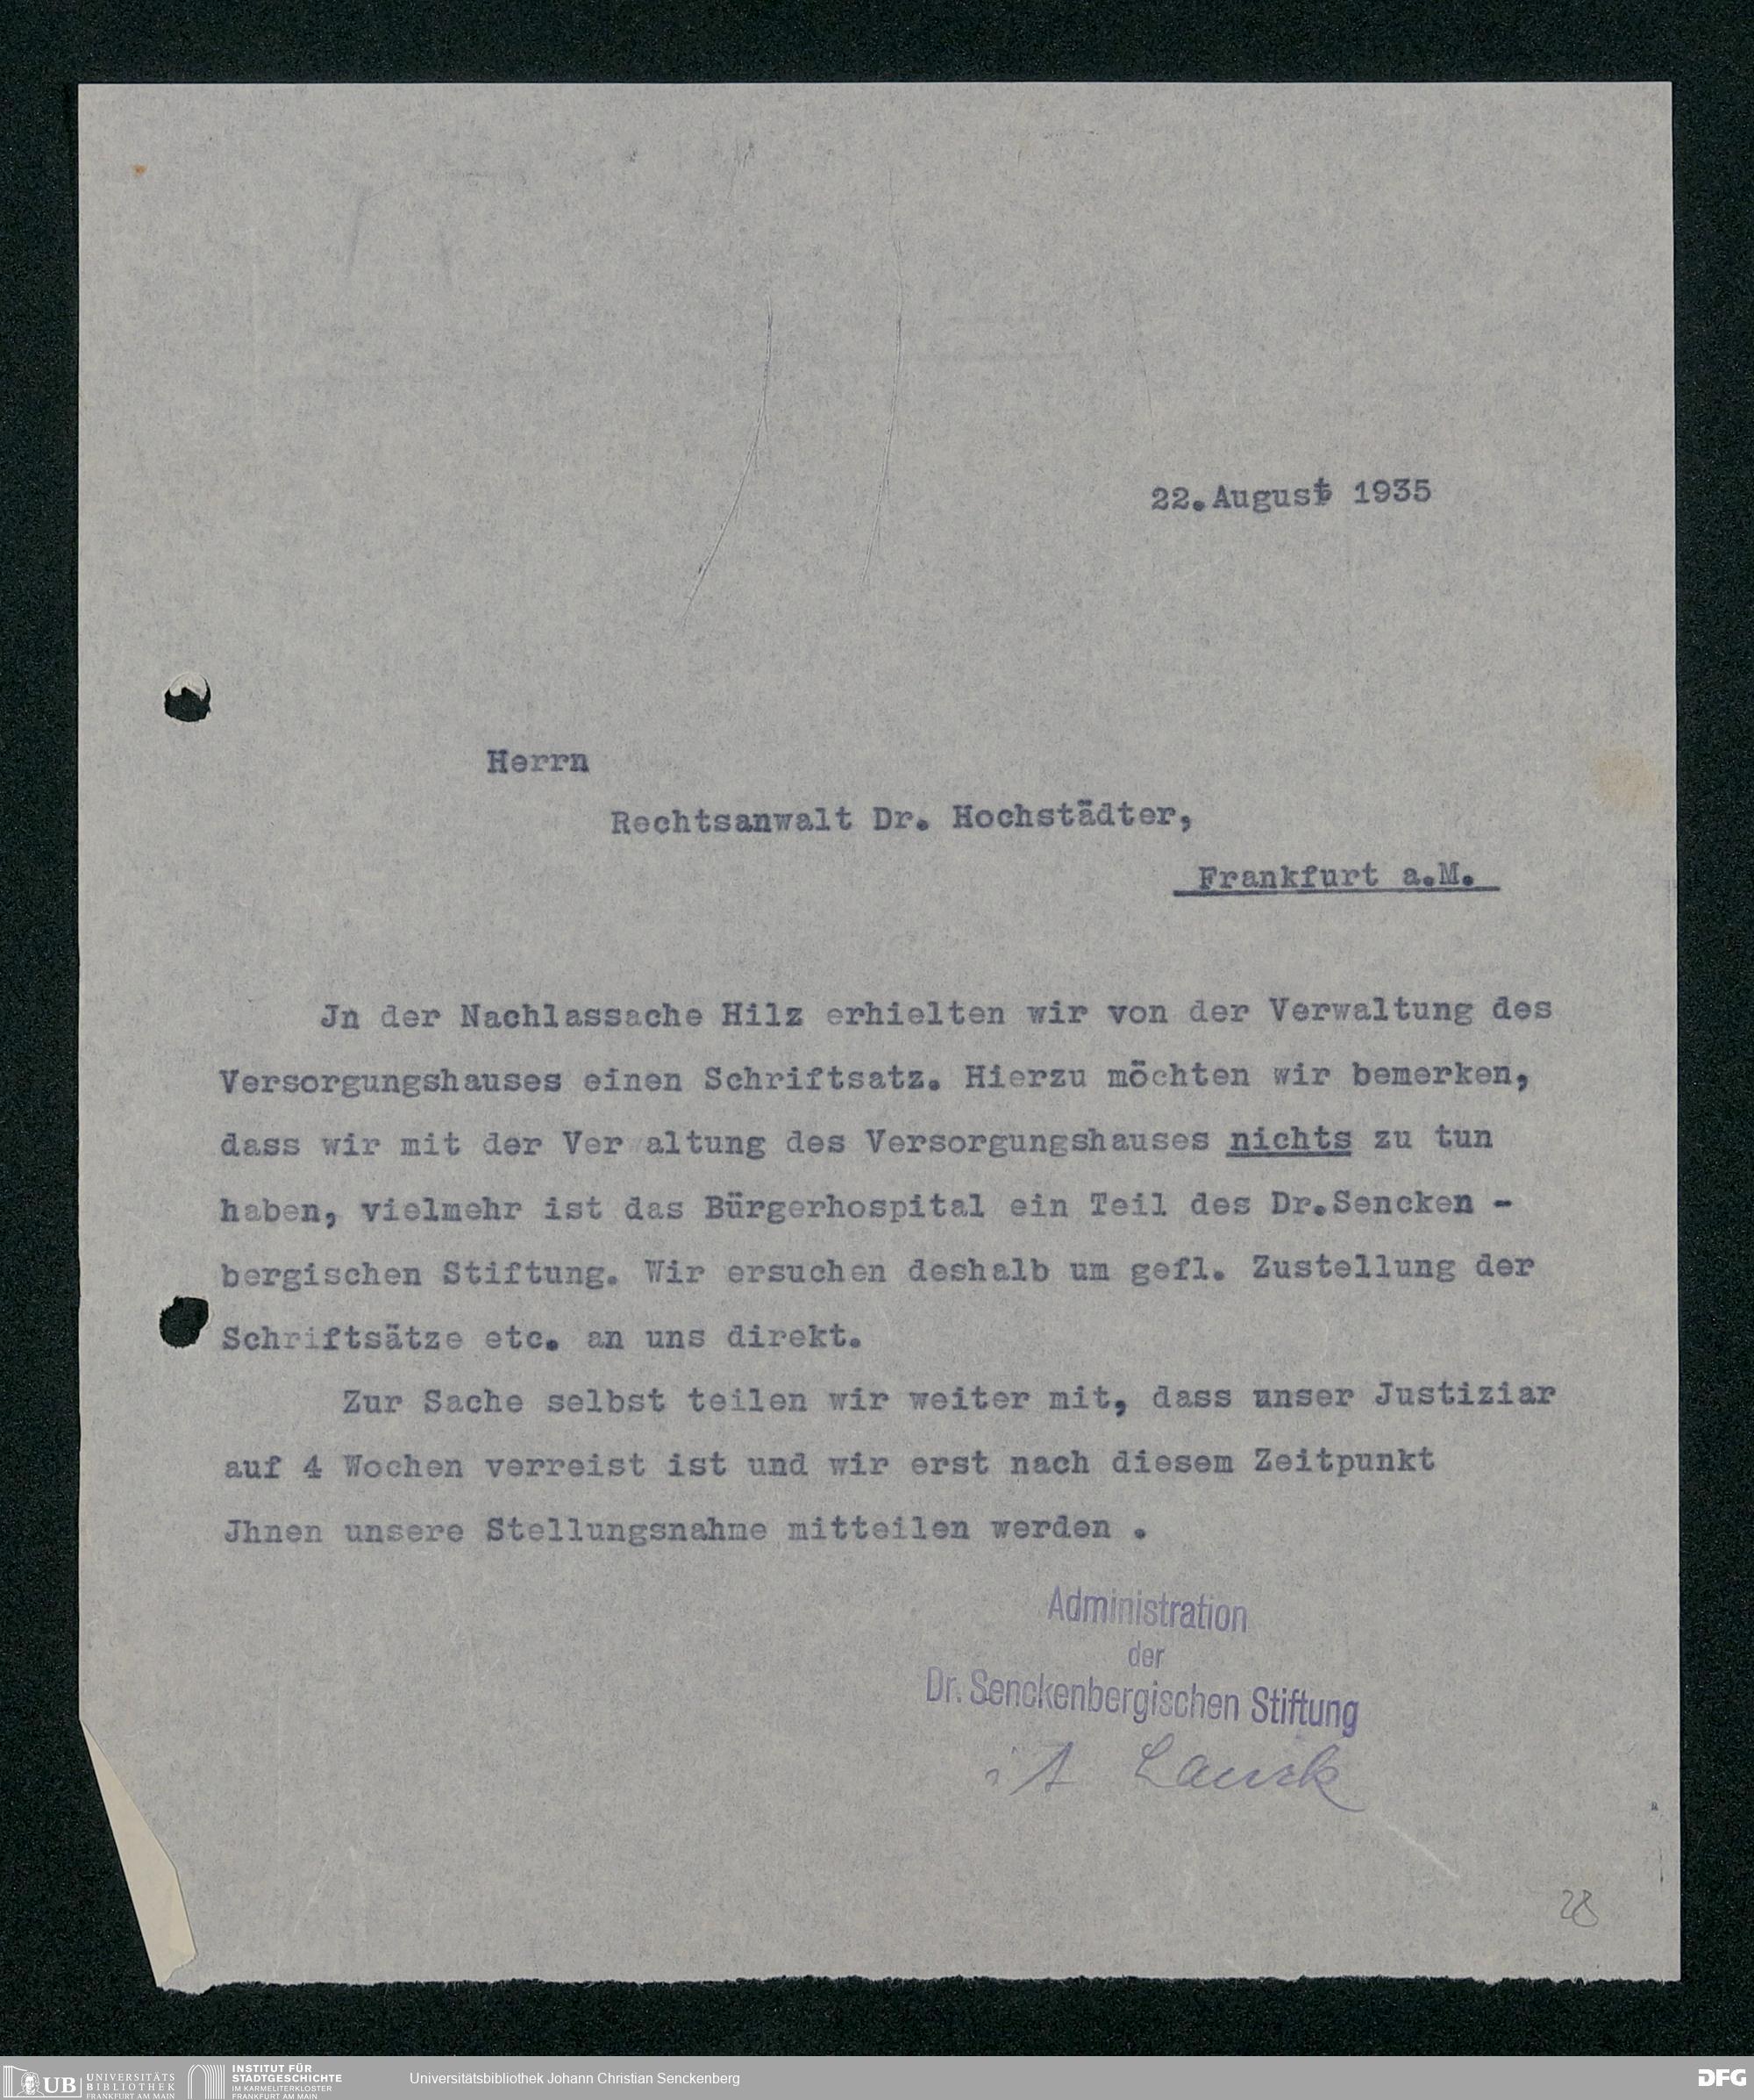 22.August 1935
Herrn
Rechtsanwalt Dr. Hochstädter,
Frankfurt a.M.
Jn der Nachlassache Hilz erhielten wir von der Verwaltung des
Versorgungshauses einen Schriftsatz. Hierzu möchten wir bemerken,
dass wir mit der Verwaltung des Versorgungshauses nichts zu tun
haben, vielmehr ist das Bürgerhospital ein Teil des Dr.Sencken -
bergischen Stiftung. Wir ersuchen deshalb um gefl. Zustellung der
Schriftsätze etc. an uns direkt.
Zur Sache selbst teilen wir weiter mit, dass unser Justiziar
auf 4 Wochen verreist ist und wir erst nach diesem Zeitpunkt
Jhnen unsere Stellungsnahme mitteilen werden .
Administration
der
Dr. Senckenbergischen Stiftung
i A
28
UB UNIVERSITÄTS
BIBLIOTHEK
FRANKFURT AM MAIN
INSTITUT FÜR
STADTGESCHICHTE
IM KARMELITERKLOSTER
FRANKFURT AM MAIN
Universitätsbibliothek Johann Christian Senckenberg
DFG